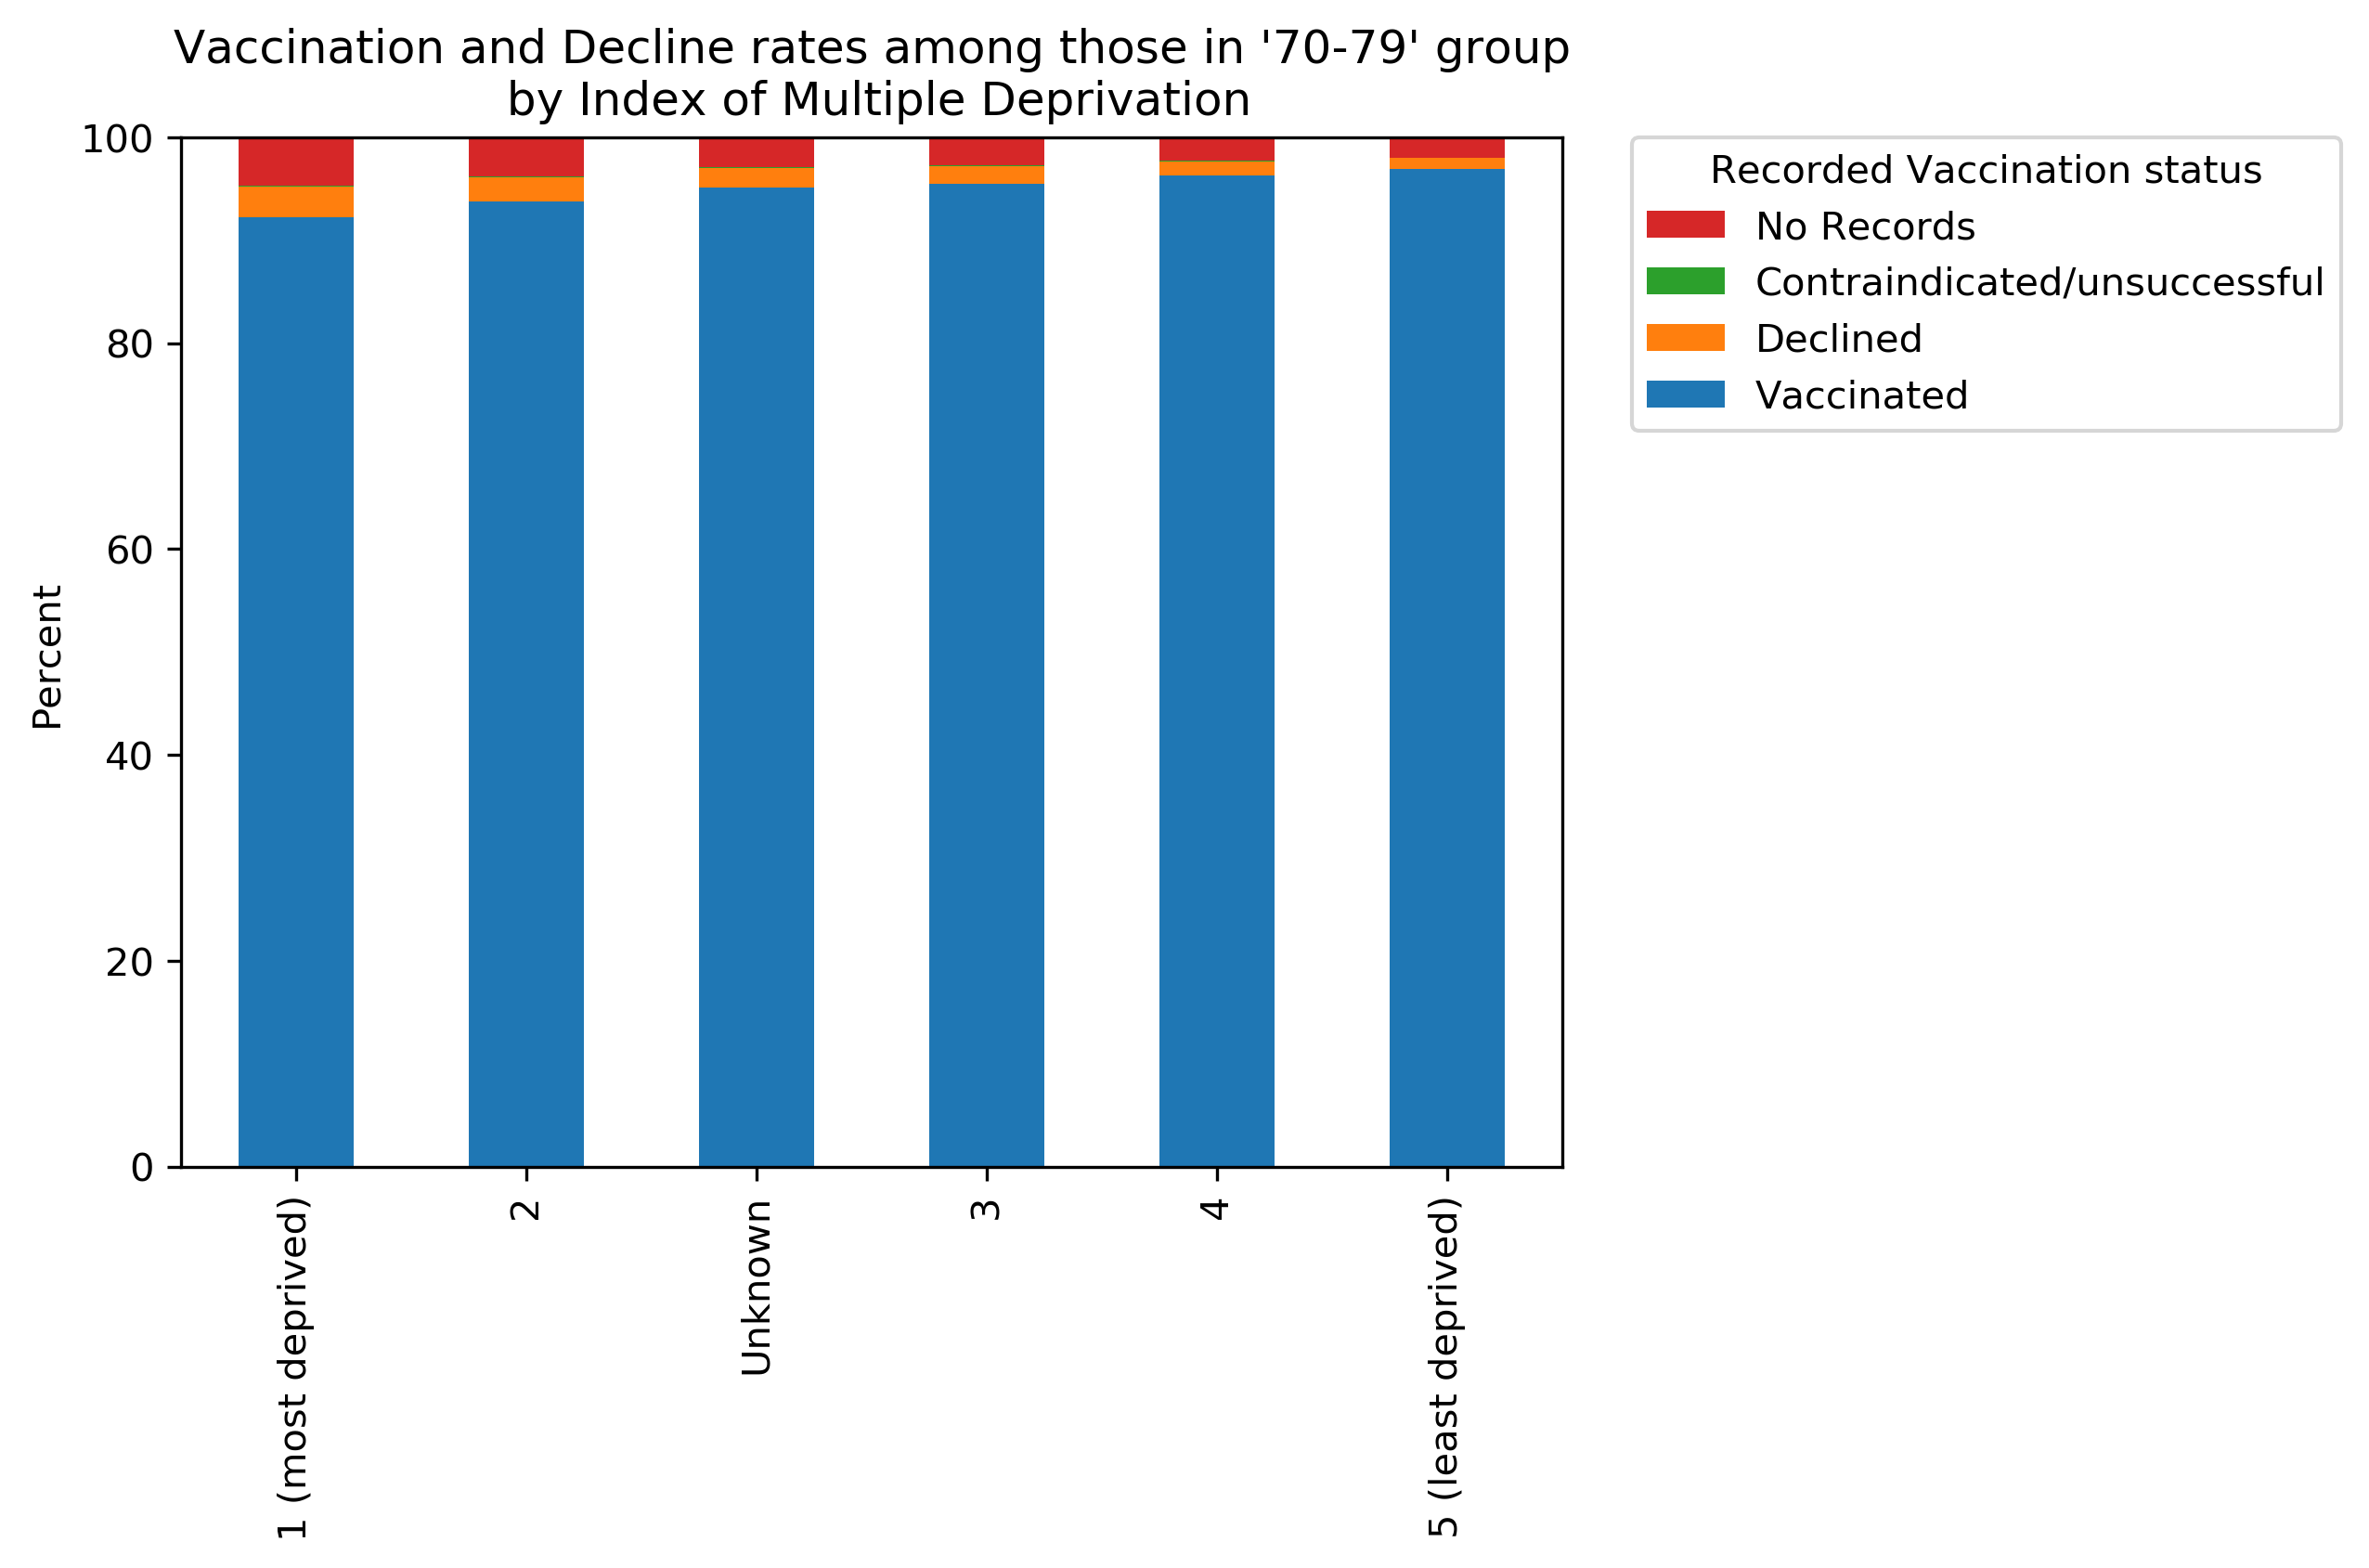 Vaccination and Decline rates among those in '70-79' group
by Index of Multiple Deprivation
100
80
60
40
20
0
Percent
1 (most deprived)
2
Unknown
3
4
5 (least deprived)
Recorded Vaccination status
No Records
Contraindicated/unsuccessful
Declined
Vaccinated